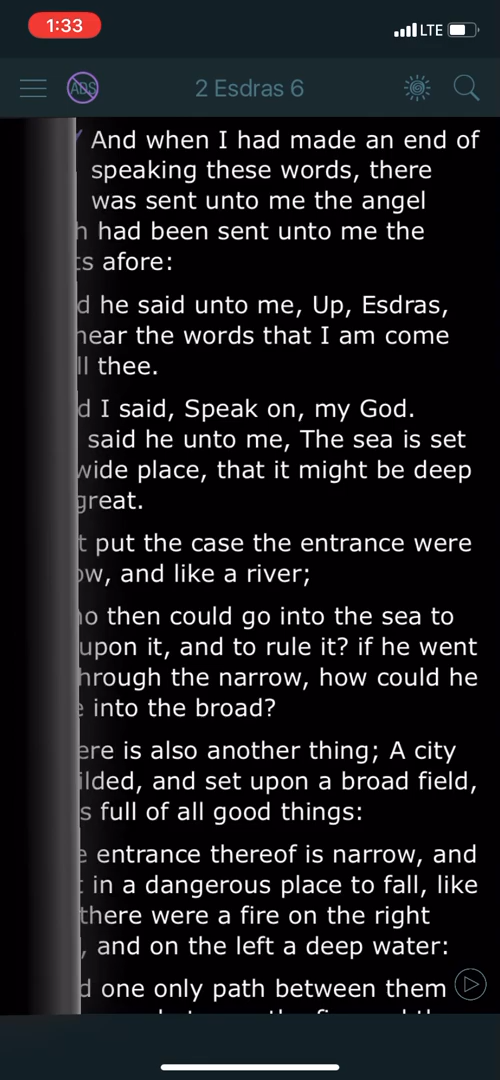 1:33
LTE
ADS
2 Esdras 6
And when I had made an end of
speaking these words, there
was sent unto me the angel
had been sent unto me the
afore:
he said unto me, Up, Esdras,
the words that I am come
thee.
I said, Speak on, my God.
said he unto me, The sea is set
wide place, that it might be deep
great.
put the case the entrance were
and like a river;
then could go into the sea to
upon it, and to rule it? if he went
through the narrow, how could he
into the broad?
is also another thing; A city
and set upon a broad field,
full of all good things:
entrance thereof is narrow, and
in a dangerous place to fall, like
there were a fire on the right
, and on the left a deep water:
one only path between them